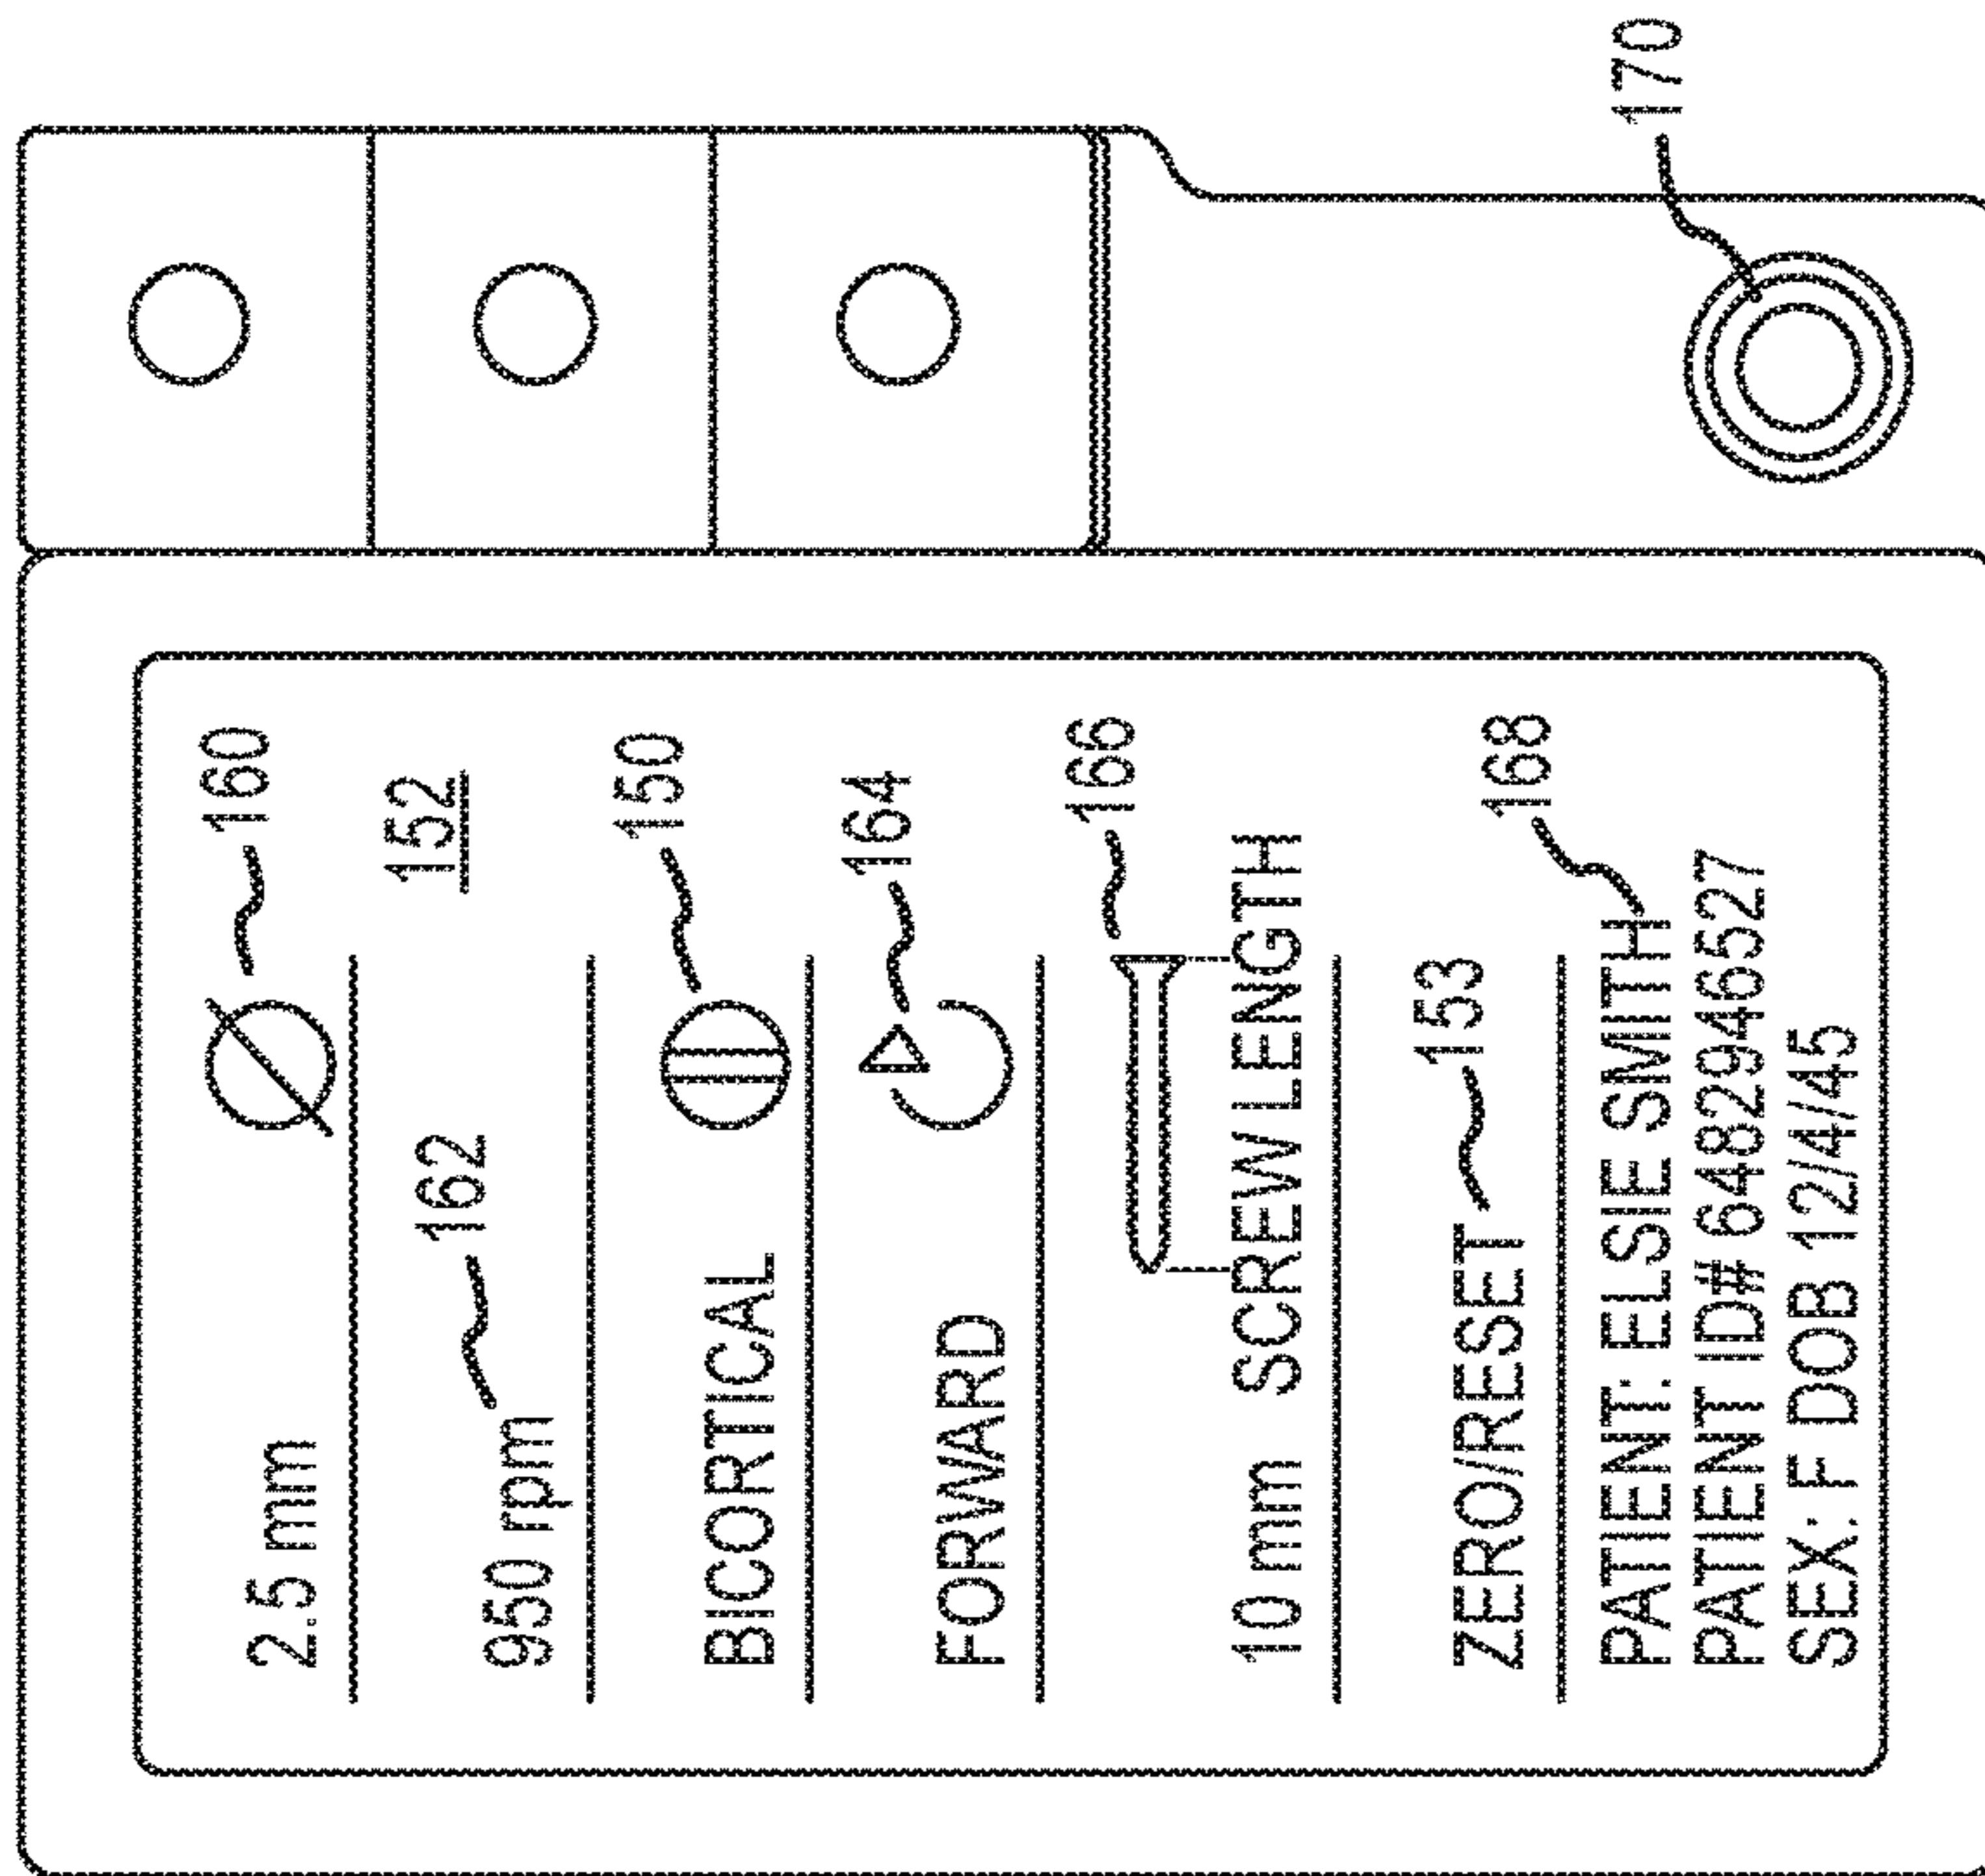 170
2.5 mm 160
152
950 rpm 162
BICORTICAL 150
FORWARD 164
166
10 mm SCREW LENGTH
ZERO/RESET 153
168
PATIENT: ELSIE SMITH
PATIENT ID# 6482946527
SEX: F DOB 12/4/45